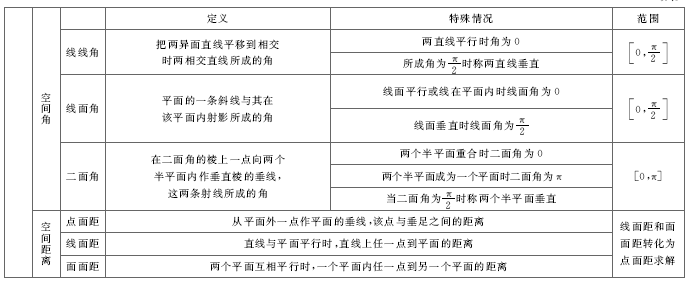 定义 特殊情况 范围
空间角
线线角
把两异面直线平移到相交
时两相交直线所成的角
两直线平行时角为0
所成角为π/2时称两直线垂直
[0,π/2]
线面角
平面的一条斜线与其在
该平面内射影所成的角
线面平行或线在平面内时线面角为0
线面垂直时线面角为π/2
[0,π/2]
二面角
在二面角的棱上一点向两个
半平面内作垂直棱的垂线,
这两条射线所成的角
两个半平面重合时二面角为0
两个半平面成为一个平面时二面角为π
当二面角为π/2时称两个半平面垂直
[0,π]
空间距离
点面距
从平面外一点作平面的垂线,该点与垂足之间的距离
线面距
直线与平面平行时,直线上任一点到平面的距离
面面距
两个平面互相平行时,一个平面内任一点到另一个平面的距离
线面距和面
面距转化为
点面距求解